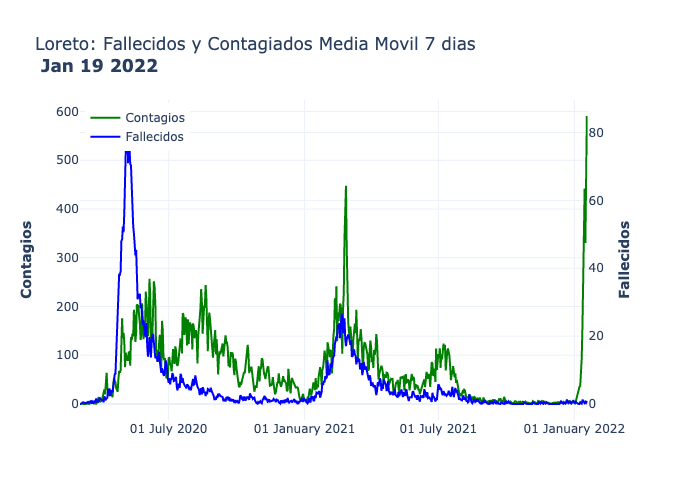 Loreto: Fallecidos y Contagiados Media Movil 7 dias
Jan 19 2022
Contagios
Fallecidos
600
500
400
300
200
100
0
80
60
40
20
0
Contagios
Fallecidos
01 July 2020
01 January 2021
01 July 2021
01 January 2022